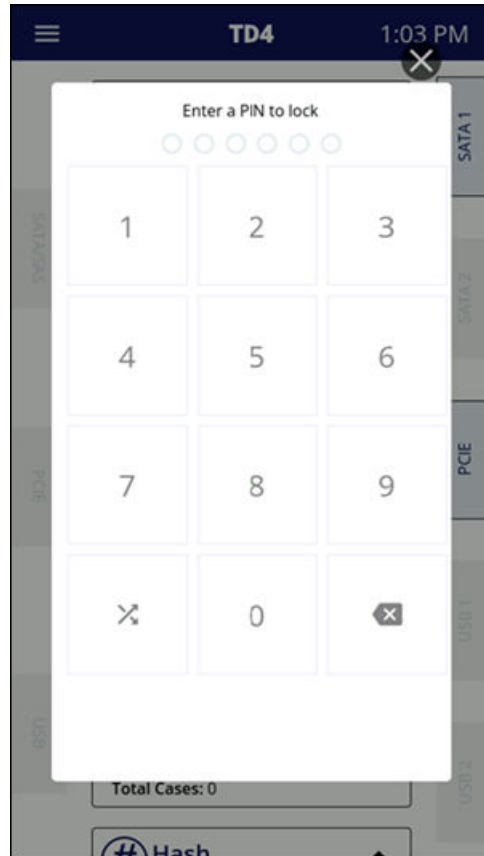 TD4 1:03 PM
Enter a PIN to lock
SATA 1
SATA/SAS
1 2 3
SATA 2
4 5 6
PCIE
PCIE
7 8 9
USB 1
0
USB
USB 2
Total Cases: 0
# Hash